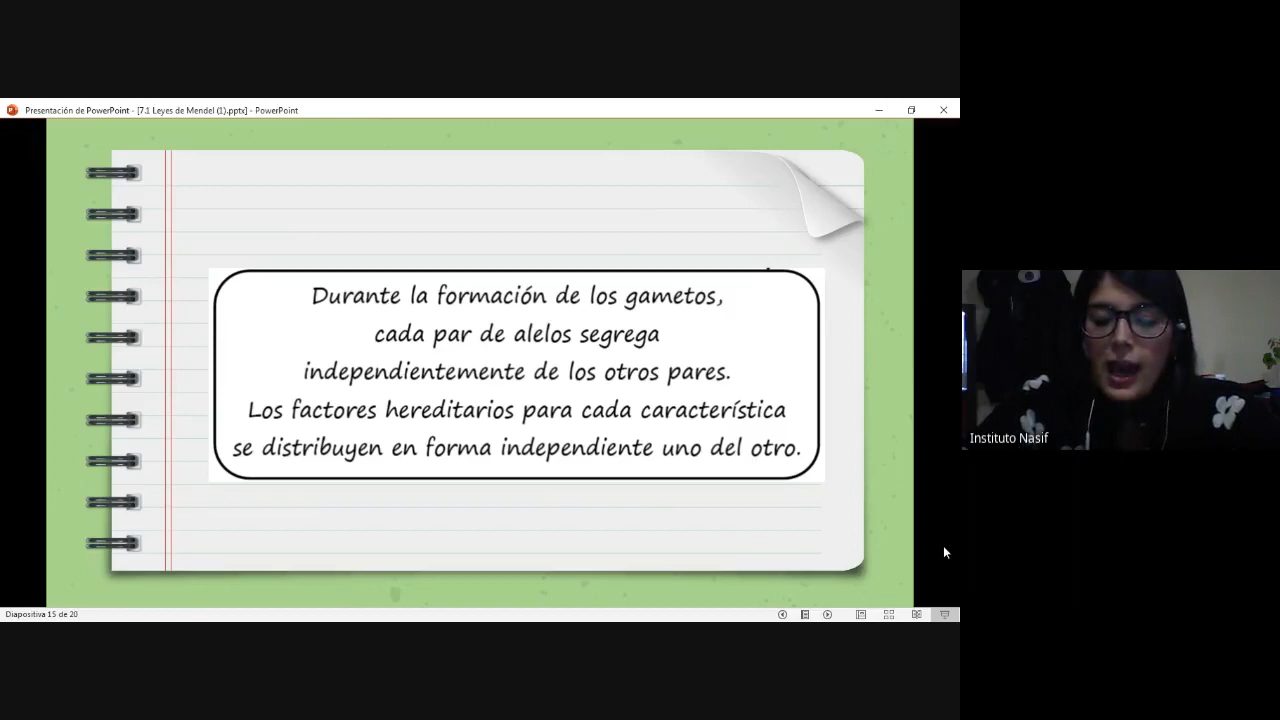 Presentación de PowerPoint - [7.1 Leyes de Mendel (1).pptx] - PowerPoint
Durante la formación de los gametos,
cada par de alelos segrega
independientemente de los otros pares.
Los factores hereditarios para cada característica
se distribuyen en forma independiente uno del otro.
Instituto Nasif
Diapositiva 15 de 20